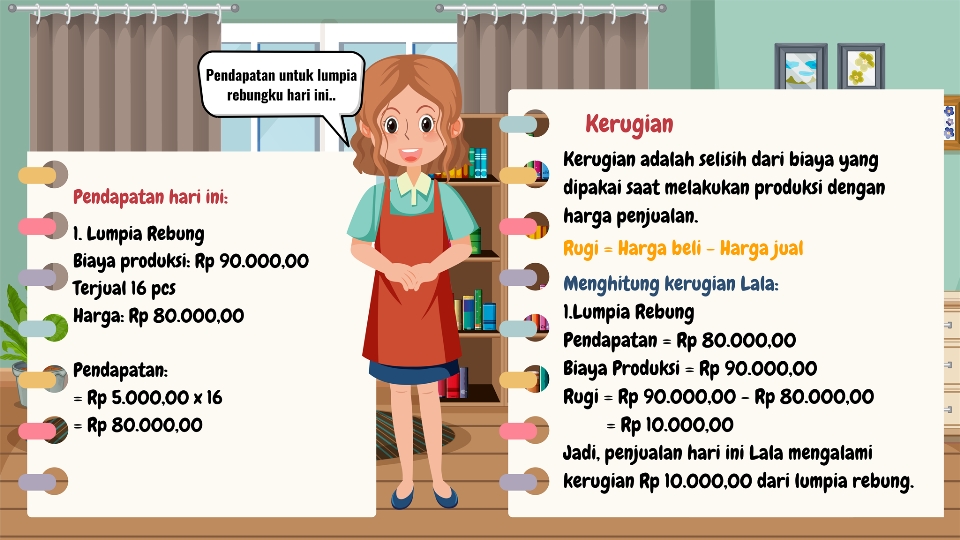 Pendapatan untuk lumpia
rebungku hari ini..
Pendapatan hari ini:
1. Lumpia Rebung
Biaya produksi: Rp 90.000,00
Terjual 16 pcs
Harga: Rp 80.000,00
Pendapatan:
= Rp 5.000,00 x 16
= Rp 80.000,00
Kerugian
Kerugian adalah selisih dari biaya yang
dipakai saat melakukan produksi dengan
harga penjualan.
Rugi = Harga beli - Harga jual
Menghitung kerugian Lala:
1.Lumpia Rebung
Pendapatan = Rp 80.000,00
Biaya Produksi = Rp 90.000,00
Rugi = Rp 90.000,00 - Rp 80.000,00
= Rp 10.000,00
Jadi, penjualan hari ini Lala mengalami
kerugian Rp 10.000,00 dari lumpia rebung.